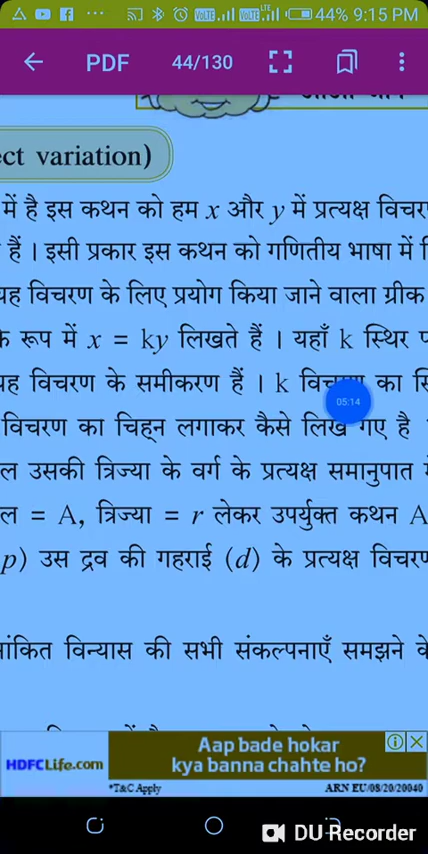 44% 9:15 PM
PDF 44/130
ect variation)
में है इस कथन को हम x और y में प्रत्यक्ष विचर
हैं । इसी प्रकार इस कथन को गणितीय भाषा में
यह विचरण के लिए प्रयोग किया जाने वाला ग्रीक
के रूप में x = ky लिखते हैं । यहाँ k स्थिर
यह विचरण के समीकरण हैं । k का
05:14
विचरण का चिह्न लगाकर कैसे लिखे गए है
ल उसकी त्रिज्या के वर्ग के प्रत्यक्ष समानुपात
ल = A, त्रिज्या = r लेकर उपर्युक्त कथन A
p) उस द्रव की गहराई (d) के प्रत्यक्ष विचर
मांकित विन्यास की सभी संकल्पनाएँ समझने के
HDFCLife.com
Aap bade hokar
kya banna chahte ho?
*T&C Apply ARN EU/08/20/20040
DU Recorder